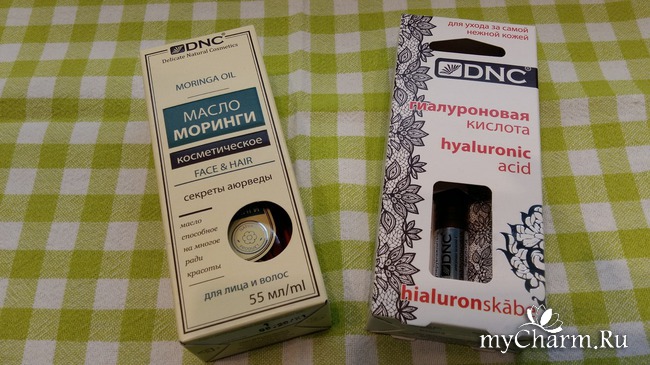 DNC
Delicate Natural Cosmetics
MORINGA OIL
МАСЛО
МОРИНГИ
косметическое
FACE & HAIR
секреты аюрведы
масло
способное
на многое
ради
красоты
для лица и волос
55 мл/ml
для ухода за самой
нежной кожей
DNC
гиалуроновая
кислота
hyaluronic
acid
DNC
hialuronskāb
myCharm.Ru